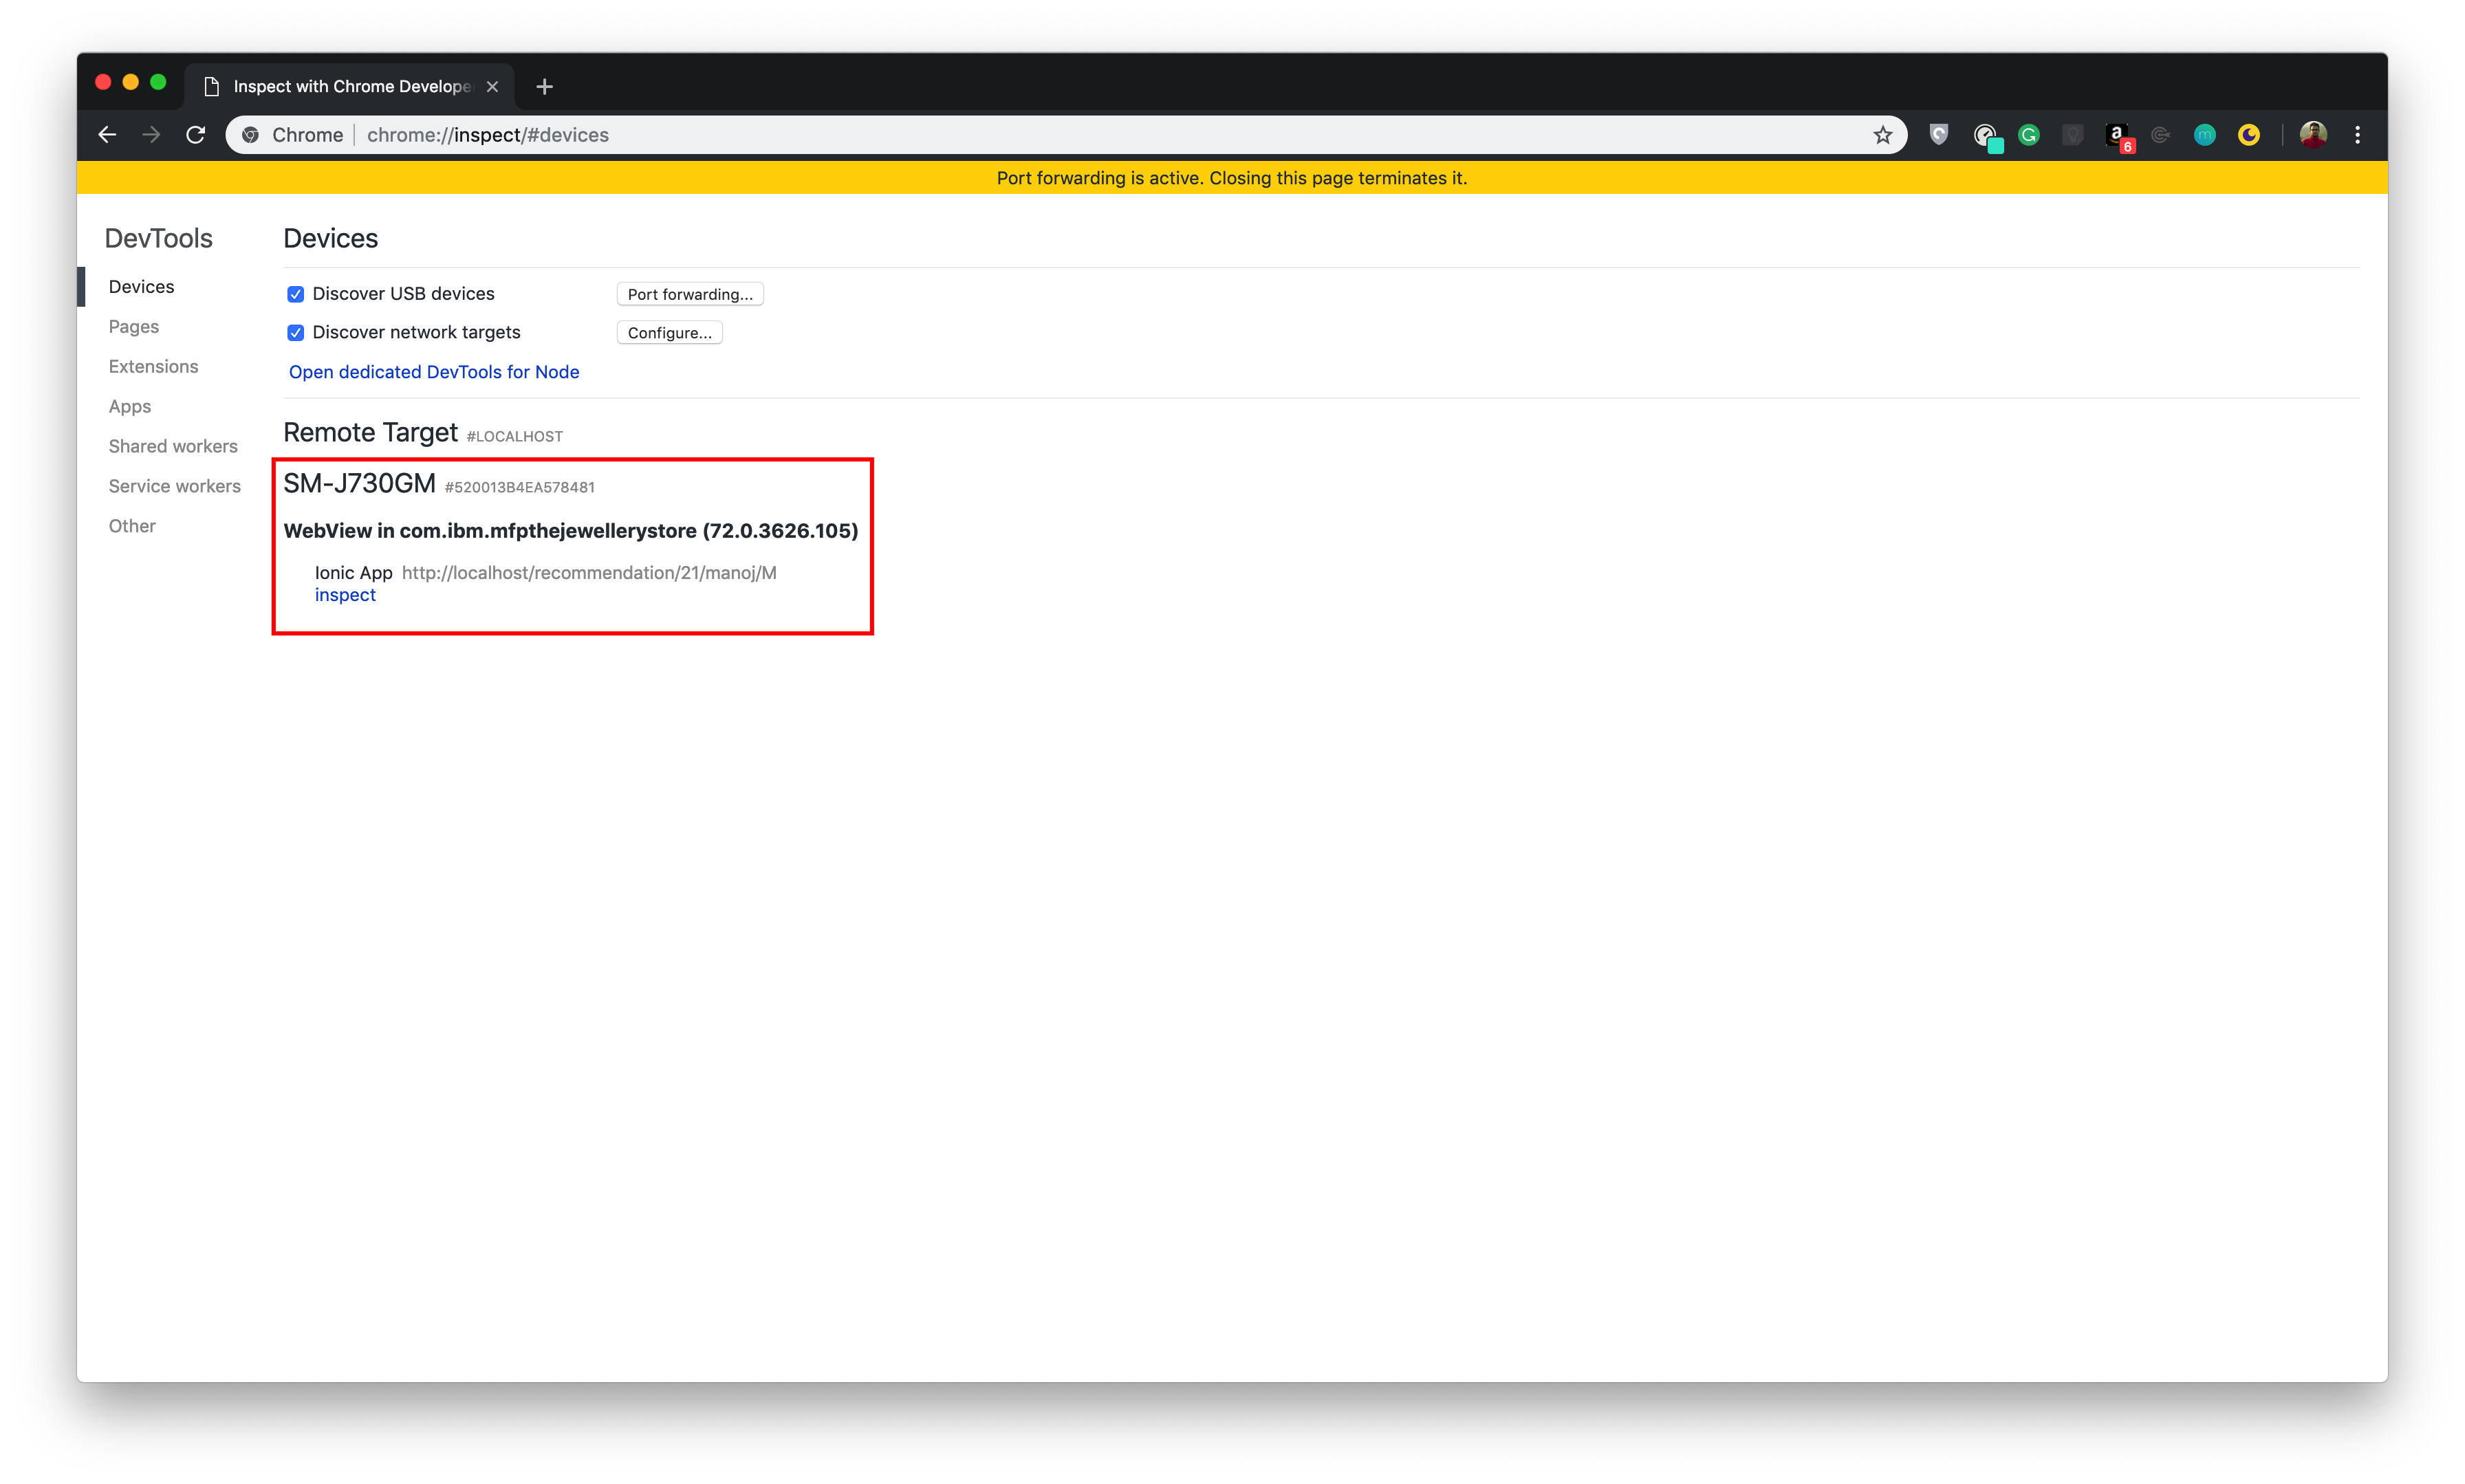 Inspect with Chrome Develope
Chrome chrome://inspect/#devices
a
6
m
Port forwarding is active. Closing this page terminates it.
DevTools
Devices
Pages
Extensions
Apps
Shared workers
Service workers
Other
Devices
Discover USB devices Port forwarding...
Discover network targets Configure...
Open dedicated DevTools for Node
Remote Target #LOCALHOST
SM-J730GM #520013B4EA578481
WebView in com.ibm.mfpthejewellerystore (72.0.3626.105)
Ionic App http://localhost/recommendation/21/manoj/M
inspect